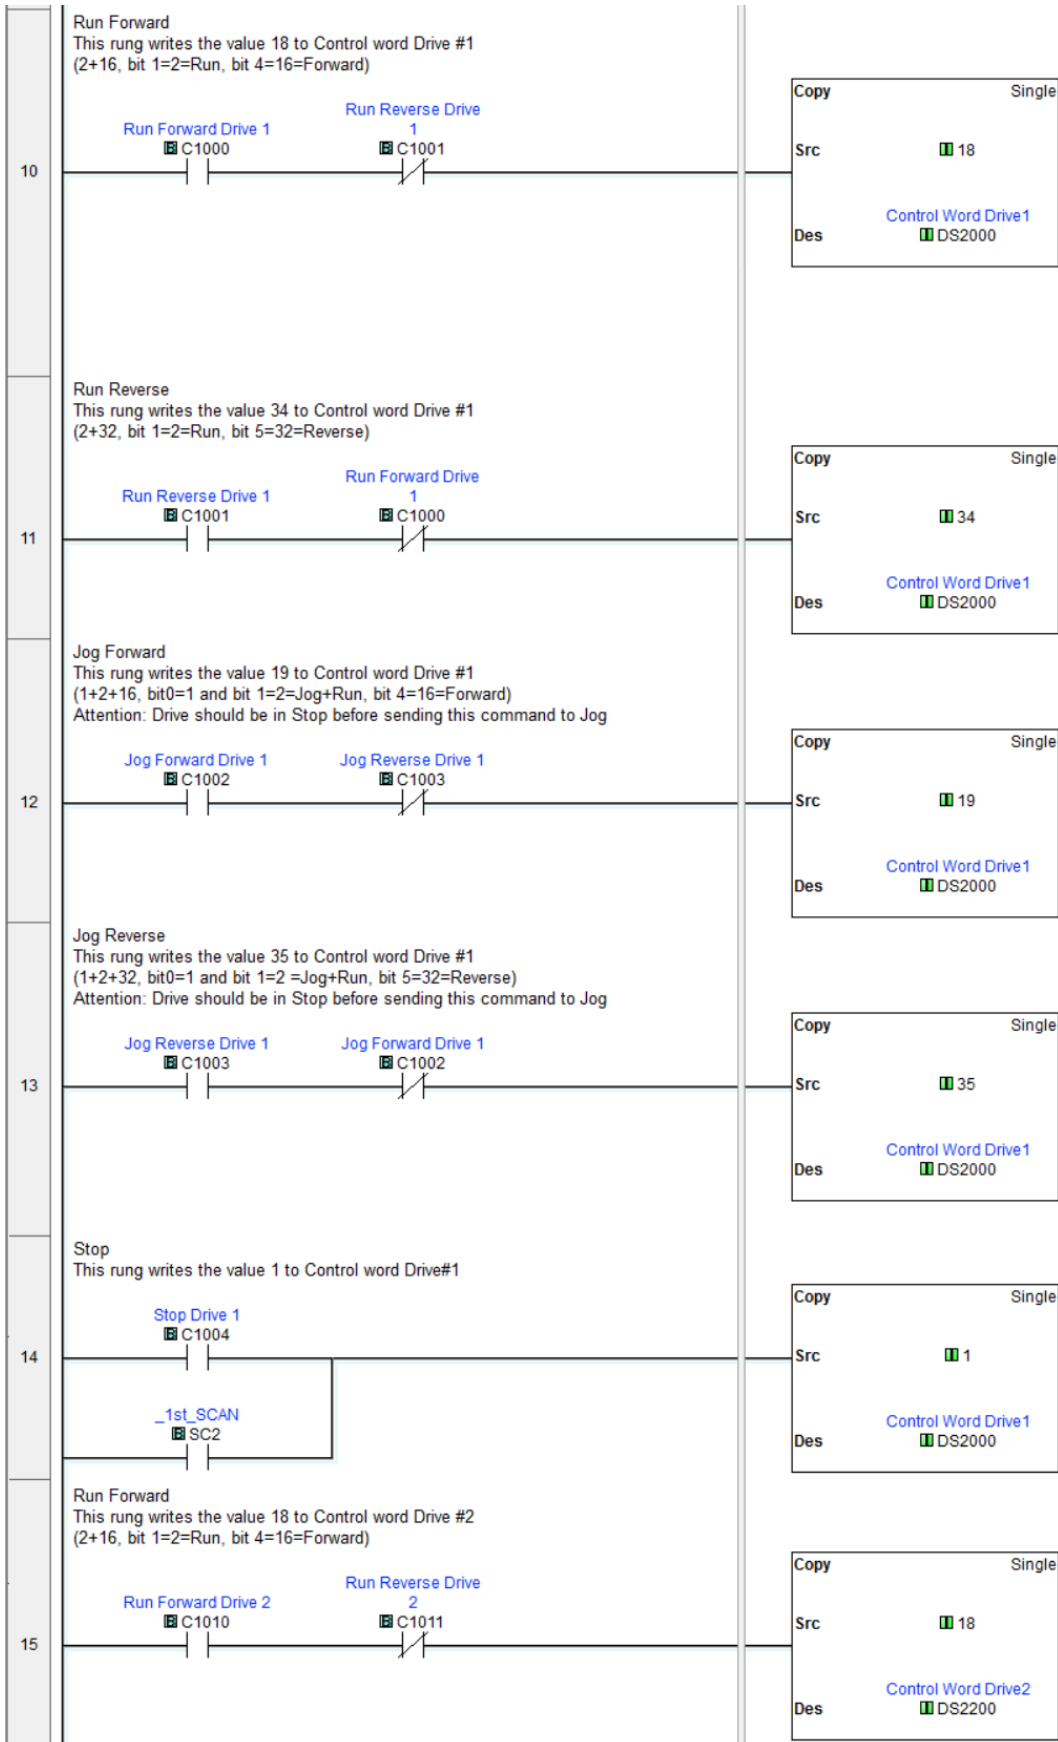 Run Forward
This rung writes the value 18 to Control word Drive #1
(2+16, bit 1=2=Run, bit 4=16=Forward)
Copy Single
Run Reverse Drive
Run Forward Drive 1 1
C1000 C1001
Src 18
10
Control Word Drive1
Des DS2000
Run Reverse
This rung writes the value 34 to Control word Drive #1
(2+32, bit 1=2=Run, bit 5=32=Reverse)
Copy Single
Run Forward Drive
Run Reverse Drive 1 1
C1001 C1000
Src 34
11
Control Word Drive1
Des DS2000
Jog Forward
This rung writes the value 19 to Control word Drive #1
(1+2+16, bit0=1 and bit 1=2=Jog+Run, bit 4=16=Forward)
Attention: Drive should be in Stop before sending this command to Jog
Copy Single
Jog Forward Drive 1 Jog Reverse Drive 1
C1002 C1003
12
Src 19
Control Word Drive1
Des DS2000
Jog Reverse
This rung writes the value 35 to Control word Drive #1
(1+2+32, bit0=1 and bit 1=2 =Jog+Run, bit 5=32=Reverse)
Attention: Drive should be in Stop before sending this command to Jog
Copy Single
Jog Reverse Drive 1 Jog Forward Drive 1
C1003 C1002
13
Src 35
Control Word Drive1
Des DS2000
Stop
This rung writes the value 1 to Control word Drive#1
Copy Single
Stop Drive 1
C1004
14
Src 1
_1st_SCAN
SC2
Control Word Drive1
Des DS2000
Run Forward
This rung writes the value 18 to Control word Drive #2
(2+16, bit 1=2=Run, bit 4=16=Forward)
Copy Single
Run Reverse Drive
Run Forward Drive 2 2
C1010 C1011
Src 18
15
Control Word Drive2
Des DS2200